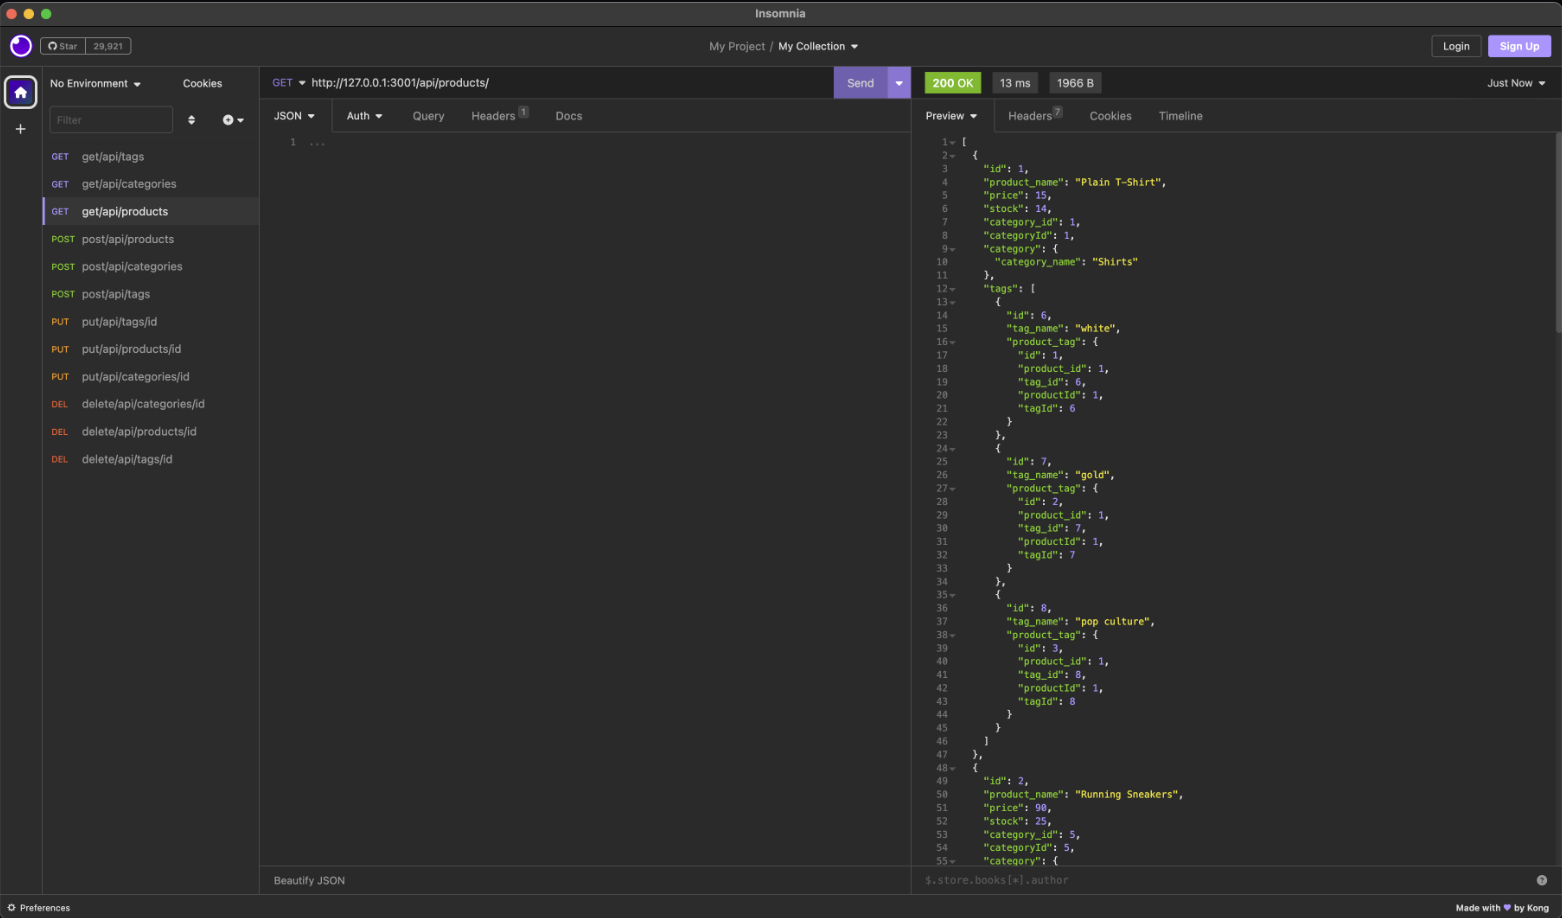 Insomnia
Star 29,921
My Project / My Collection
Login Sign Up
No Environment Cookies
Filter
GET get/api/tags
GET get/api/categories
GET get/api/products
POST post/api/products
POST post/api/categories
POST post/api/tags
PUT put/api/tags/id
PUT put/api/products/id
PUT put/api/categories/id
DEL delete/api/categories/id
DEL delete/api/products/id
DEL delete/api/tags/id
GET http://127.0.0.1:3001/api/products/ Send
JSON Auth Query Headers 1 Docs
1 ...
Beautify JSON
200 OK 13 ms 1966 B Just Now
Preview Headers 7 Cookies Timeline
1 [
2 {
3 "id": 1,
4 "product_name": "Plain T-Shirt",
5 "price": 15,
6 "stock": 14,
7 "category_id": 1,
8 "categoryId": 1,
9 "category": {
10 "category_name": "Shirts"
11 },
12 "tags": [
13 {
14 "id": 6,
15 "tag_name": "white",
16 "product_tag": {
17 "id": 1,
18 "product_id": 1,
19 "tag_id": 6,
20 "productId": 1,
21 "tagId": 6
22 }
23 },
24 {
25 "id": 7,
26 "tag_name": "gold",
27 "product_tag": {
28 "id": 2,
29 "product_id": 1,
30 "tag_id": 7,
31 "productId": 1,
32 "tagId": 7
33 }
34 },
35 {
36 "id": 8,
37 "tag_name": "pop culture",
38 "product_tag": {
39 "id": 3,
40 "product_id": 1,
41 "tag_id": 8,
42 "productId": 1,
43 "tagId": 8
44 }
45 }
46 ]
47 },
48 {
49 "id": 2,
50 "product_name": "Running Sneakers",
51 "price": 90,
52 "stock": 25,
53 "category_id": 5,
54 "categoryId": 5,
55 "category": {
$.store.books[*].author
Preferences
Made with ♥ by Kong